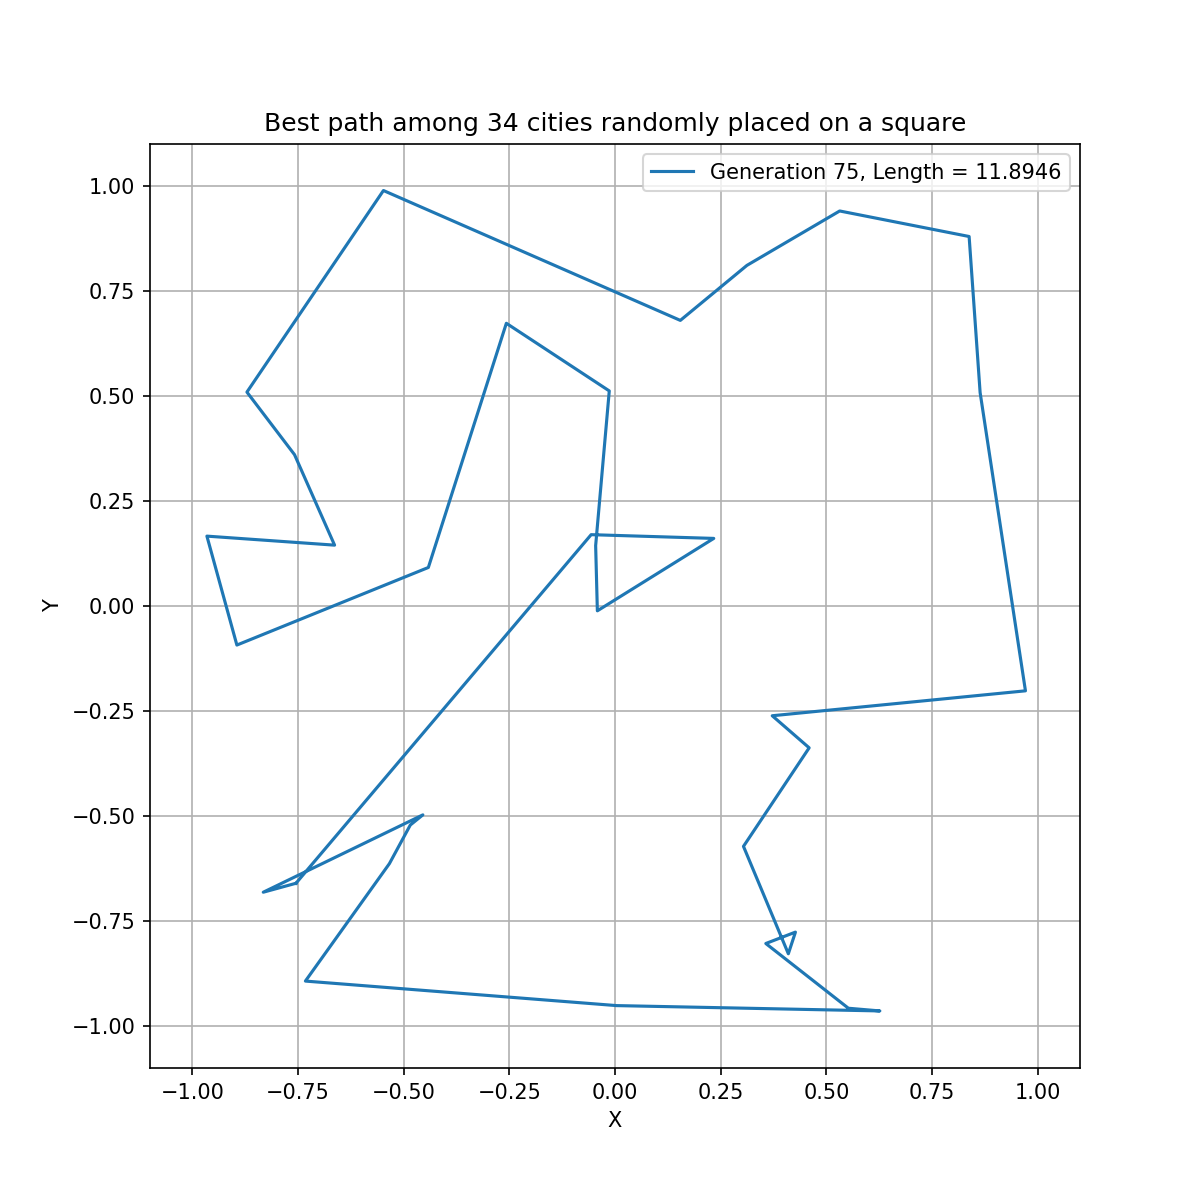 Best path among 34 cities randomly placed on a square
Generation 75, Length = 11.8946
1.00
0.75
0.50
0.25
0.00
−0.25
−0.50
−0.75
−1.00
Y
−1.00 −0.75 −0.50 −0.25 0.00 0.25 0.50 0.75 1.00
X